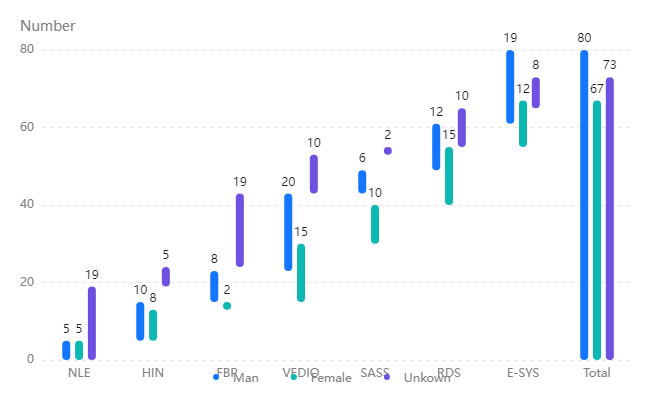 Number
80
60
40
20
0
5 5 19
10 8 5
8 2 19
20 15 10
6 10 2
12 15 10
19 12 8
80 67 73
NLE HIN FBR VEDIO SASS RDS E-SYS Total
Man Female Unkown